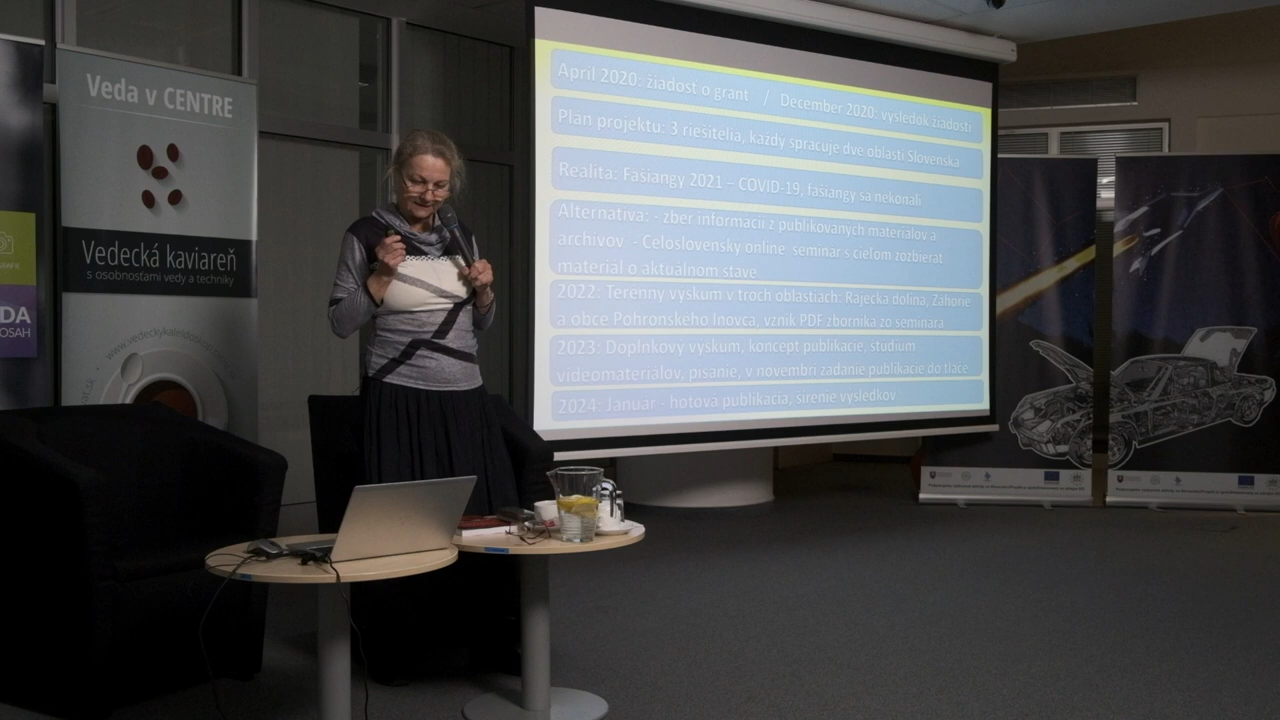 Veda v CENTRE
Vedecká kaviareň
s osobnosťami vedy a techniky
DA
OSAH
April 2020: žiadosť o grant / December 2020: výsledok žiadosti
Plán projektu: 3 riešitelia, každý spracuje dve oblasti Slovenska
Realita: Fašiangy 2021 – COVID-19, fašiangy sa nekonali
Alternatíva: - zber informácií z publikovaných materiálov a
archívov - Celoslovenský online seminár s cieľom zozbierať
materiál o aktuálnom stave
2022: Terénny výskum v troch oblastiach: Rajecká dolina, Záhorie
a obce Pohronského Inovca, vznik PDF zborníka zo seminára
2023: Doplnkový výskum, koncept publikácie, štúdium
videomateriálov, písanie, v novembri zadanie publikácie do tlače
2024: Január - hotová publikácia, šírenie výsledkov